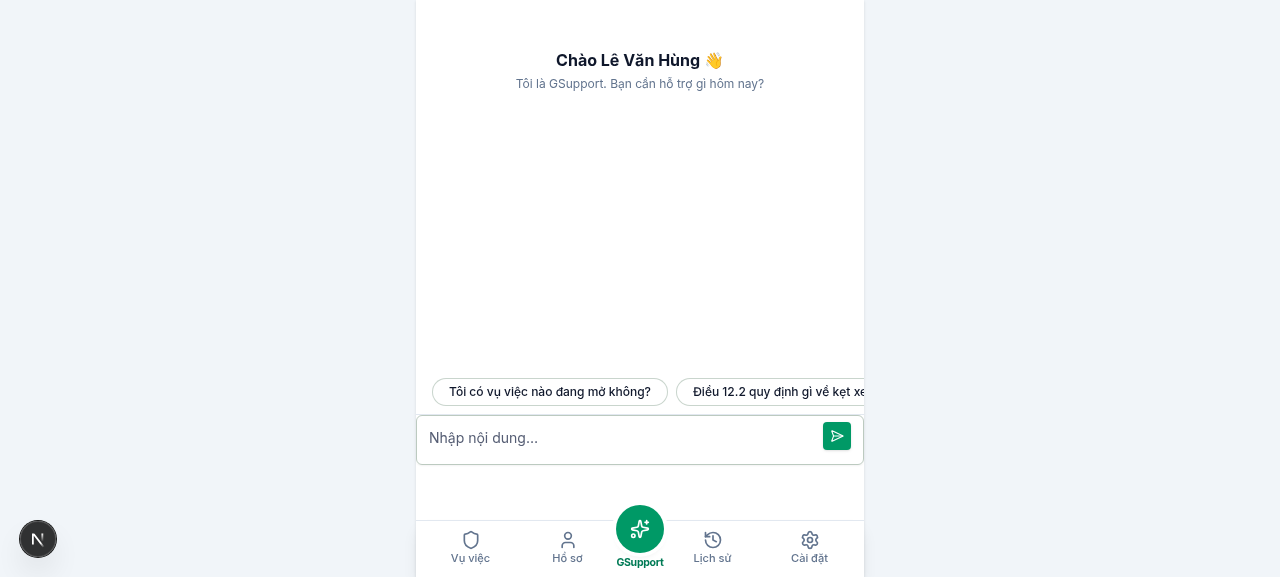 Chào Lê Văn Hùng 👋
Tôi là GSupport. Bạn cần hỗ trợ gì hôm nay?
Tôi có vụ việc nào đang mở không?
Điều 12.2 quy định gì về kẹt xe
Nhập nội dung...
Vụ việc
Hồ sơ
GSupport
Lịch sử
Cài đặt
N